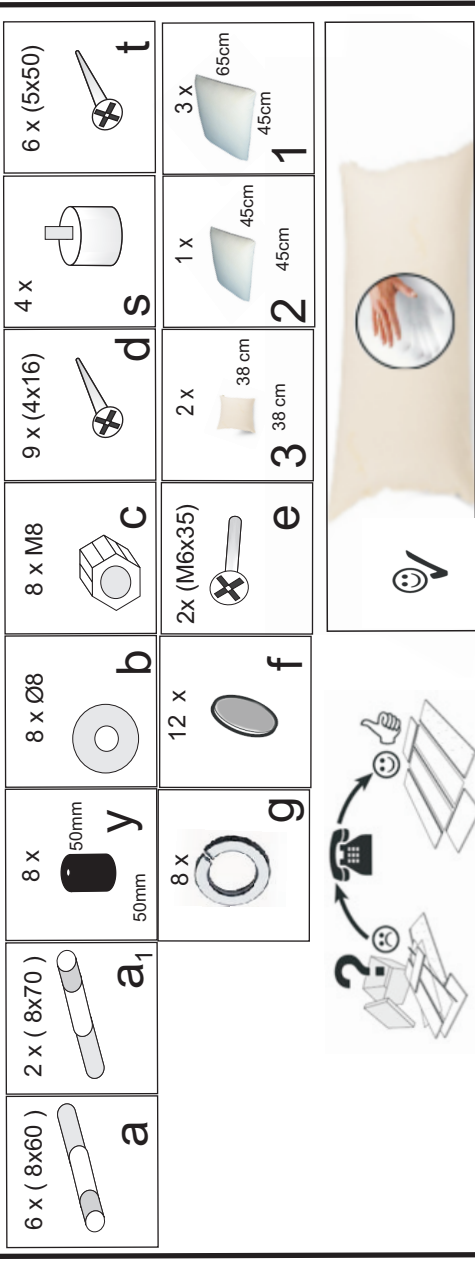 6 x ( 8x60 )
a
2 x ( 8x70 )
a1
8 x
50mm
50mm
y
8 x Ø8
b
8 x M8
c
9 x (4x16)
d
4 x
s
6 x (5x50)
t
8 x
g
12 x
f
2x (M6x35)
e
2 x
38 cm
38 cm
3
1 x
45cm
45cm
2
3 x
65cm
45cm
1
?